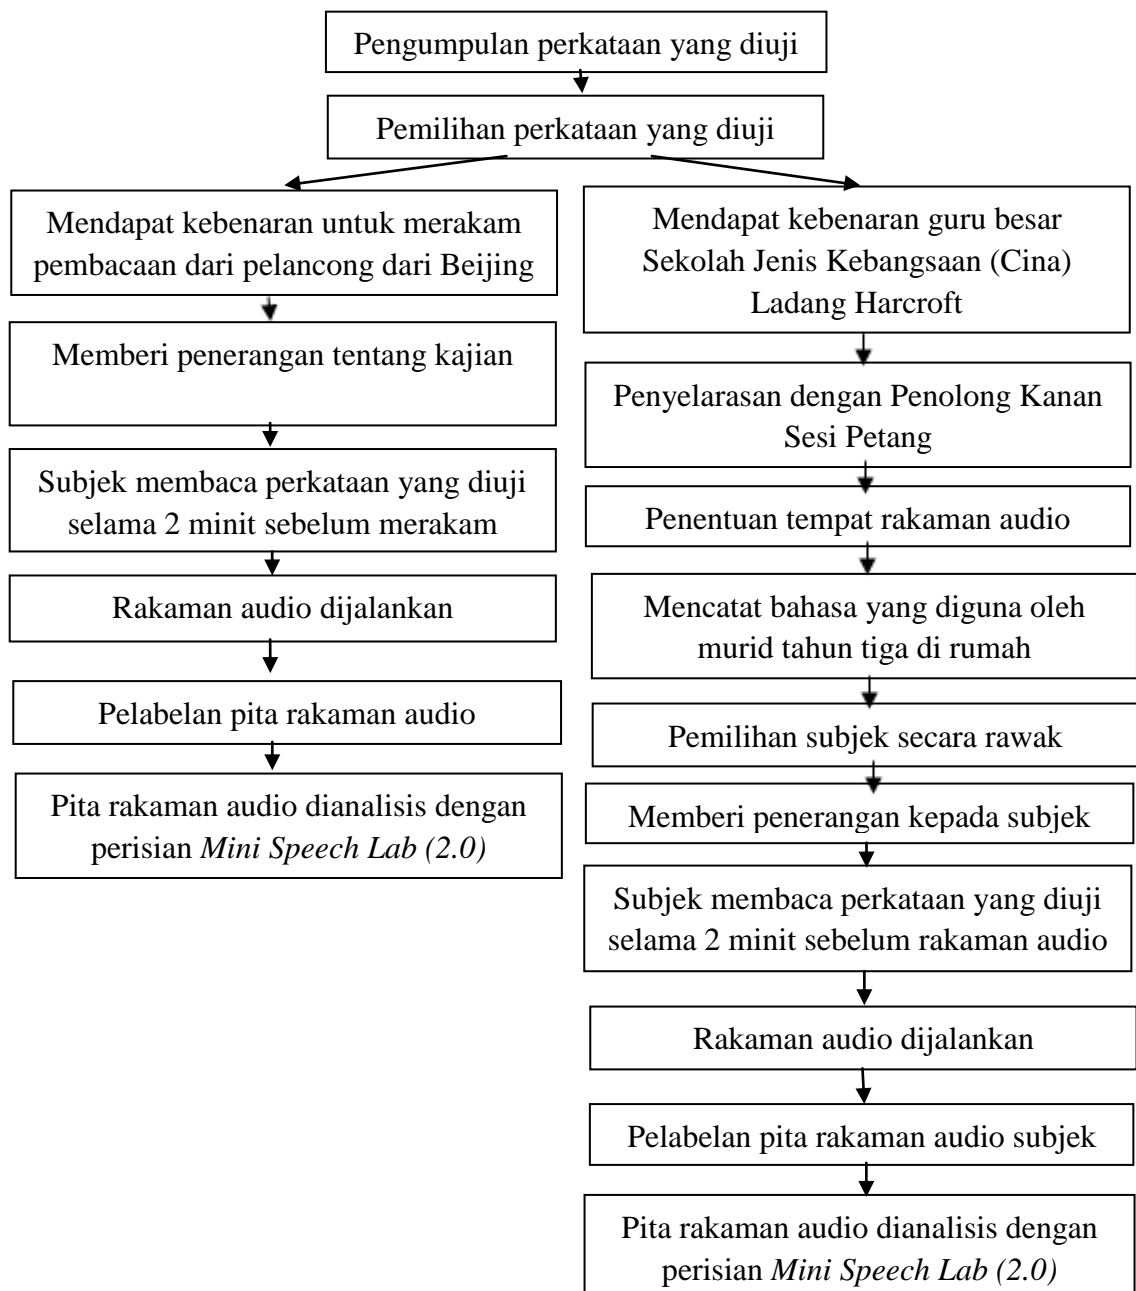 Pengumpulan perkataan yang diuji
Pemilihan perkataan yang diuji
Mendapat kebenaran untuk merakam
pembacaan dari pelancong dari Beijing
Memberi penerangan tentang kajian
Subjek membaca perkataan yang diuji
selama 2 minit sebelum merakam
Rakaman audio dijalankan
Pelabelan pita rakaman audio
Pita rakaman audio dianalisis dengan
perisian Mini Speech Lab (2.0)
Mendapat kebenaran guru besar
Sekolah Jenis Kebangsaan (Cina)
Ladang Harcroft
Penyelarasan dengan Penolong Kanan
Sesi Petang
Penentuan tempat rakaman audio
Mencatat bahasa yang diguna oleh
murid tahun tiga di rumah
Pemilihan subjek secara rawak
Memberi penerangan kepada subjek
Subjek membaca perkataan yang diuji
selama 2 minit sebelum rakaman audio
Rakaman audio dijalankan
Pelabelan pita rakaman audio subjek
Pita rakaman audio dianalisis dengan
perisian Mini Speech Lab (2.0)